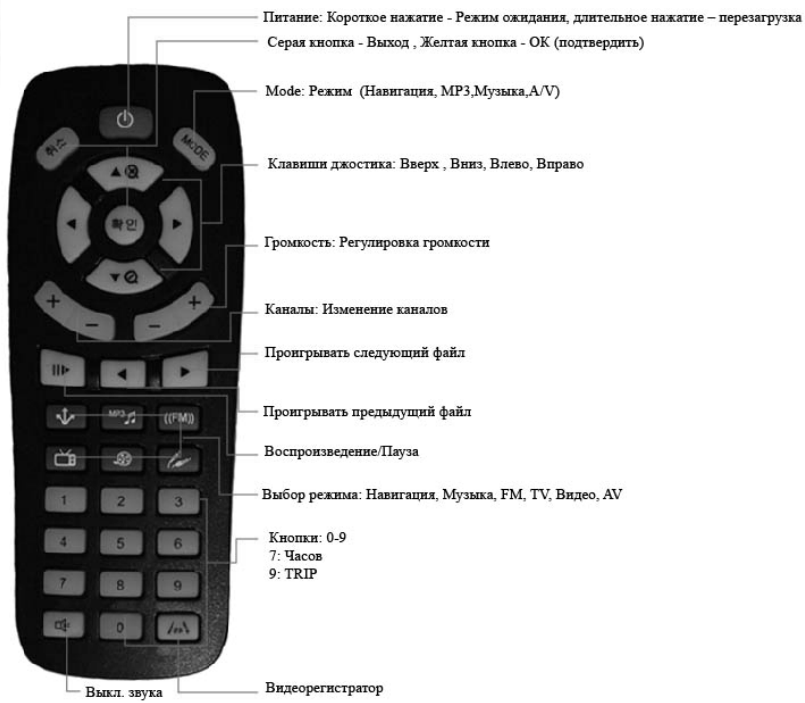 Питание: Короткое нажатие - Режим ожидания, длительное нажатие – перезагрузка
Серая кнопка - Выход , Желтая кнопка - ОК (подтвердить)
Mode: Режим (Навигация, MP3,Музыка,A/V)
취소
MODE
Клавиши джостика: Вверх , Вниз, Влево, Вправо
확인
Громкость: Регулировка громкости
+
+
Каналы: Изменение каналов
−
−
Проигрывать следующий файл
Проигрывать предыдущий файл
MP3
((FM))
Воспроизведение/Пауза
Выбор режима: Навигация, Музыка, FM, TV, Видео, AV
1
2
3
Кнопки: 0-9
4
5
6
7: Часов
9: TRIP
7
8
9
0
Выкл. звука
Видеорегистратор